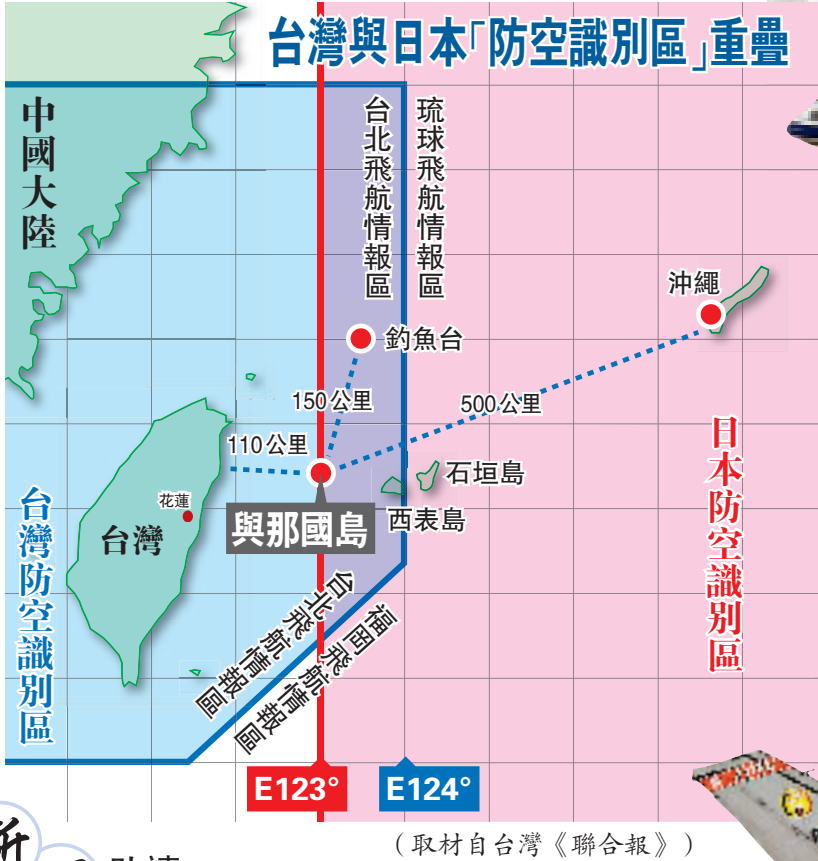 台灣與日本「防空識別區」重疊
中國大陸
台北飛航情報區
琉球飛航情報區
沖繩
釣魚台
150公里
500公里
110公里
石垣島
西表島
與那國島
花蓮
台灣
台灣防空識別區
日本防空識別區
台北飛航情報區
福岡飛航情報區
E123°
E124°
(取材自台灣《聯合報》)